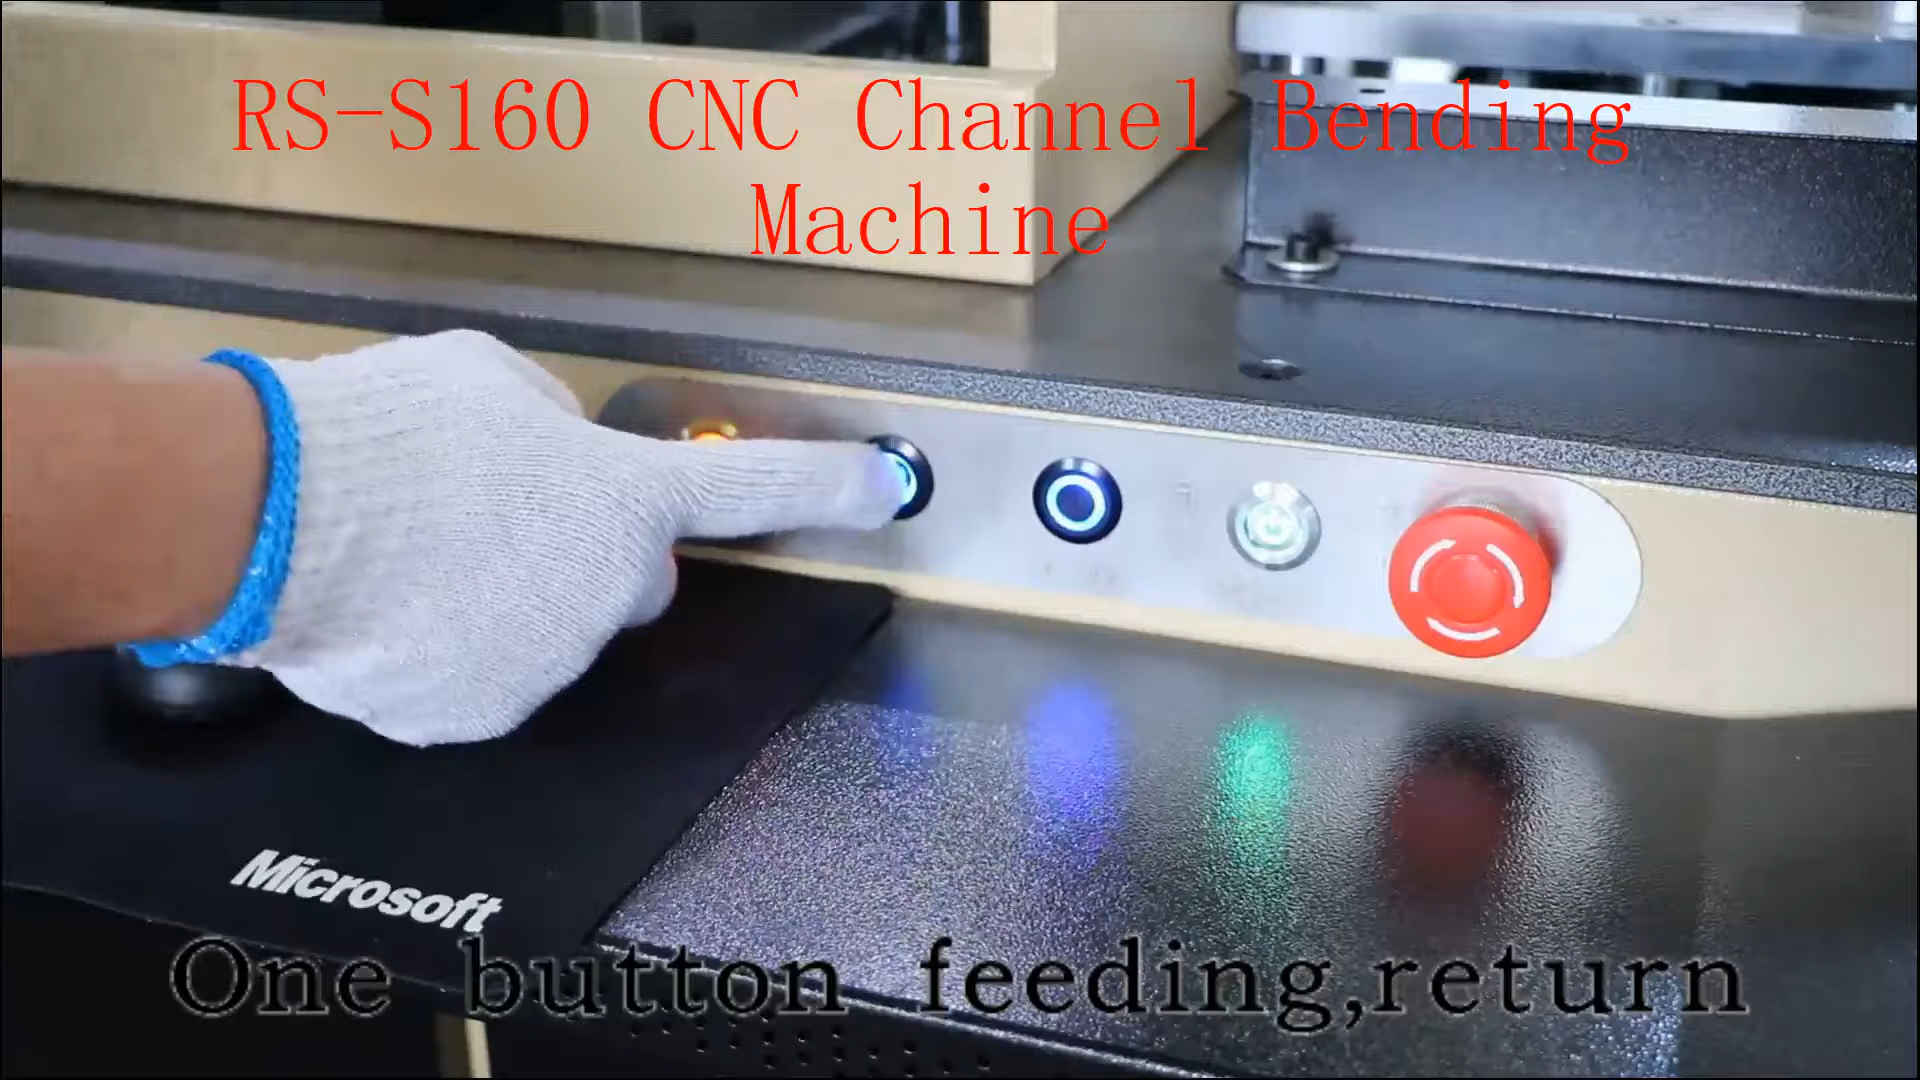 RS-S160 CNC Channel Bending
Machine
Microsoft
One button feeding,return